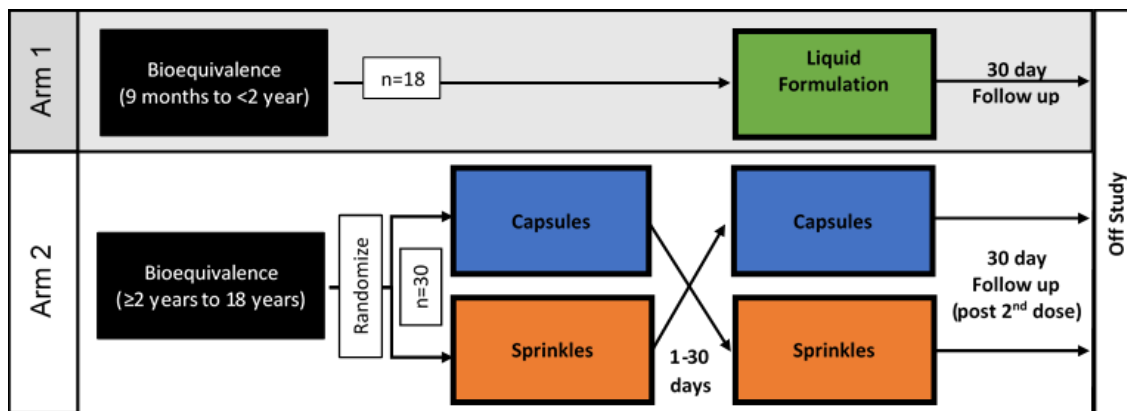 Arm 1
Bioequivalence
(9 months to <2 year)
n=18
Liquid
Formulation
30 day
Follow up
Arm 2
Bioequivalence
(≥2 years to 18 years)
Randomize
n=30
Capsules
Sprinkles
1-30
days
Capsules
Sprinkles
30 day
Follow up
(post 2nd dose)
Off Study